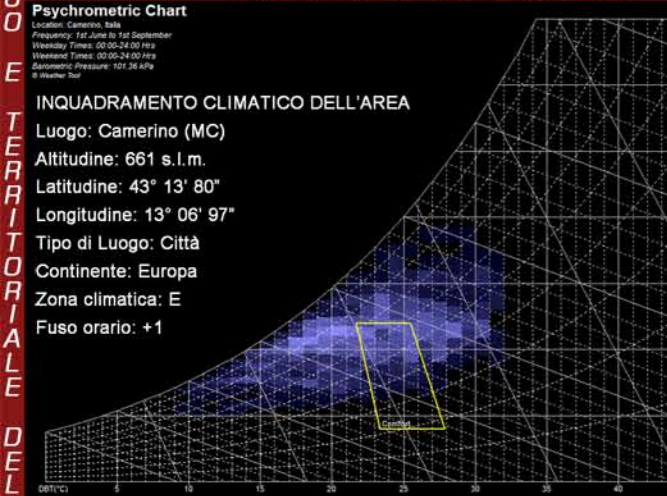 O E TERRITORIALE DEL
Psychrometric Chart
Location: Camerino, Italia
Frequency: 1st June to 1st September
Weekday Times: 00:00-24:00 Hrs
Weekend Times: 00:00-24:00 Hrs
Barometric Pressure: 101.36 kPa
© Weather Tool
INQUADRAMENTO CLIMATICO DELL'AREA
Luogo: Camerino (MC)
Altitudine: 661 s.l.m.
Latitudine: 43° 13' 80"
Longitudine: 13° 06' 97"
Tipo di Luogo: Città
Continente: Europa
Zona climatica: E
Fuso orario: +1
Comfort
DBT(°C) 5 10 15 20 25 30 35 40